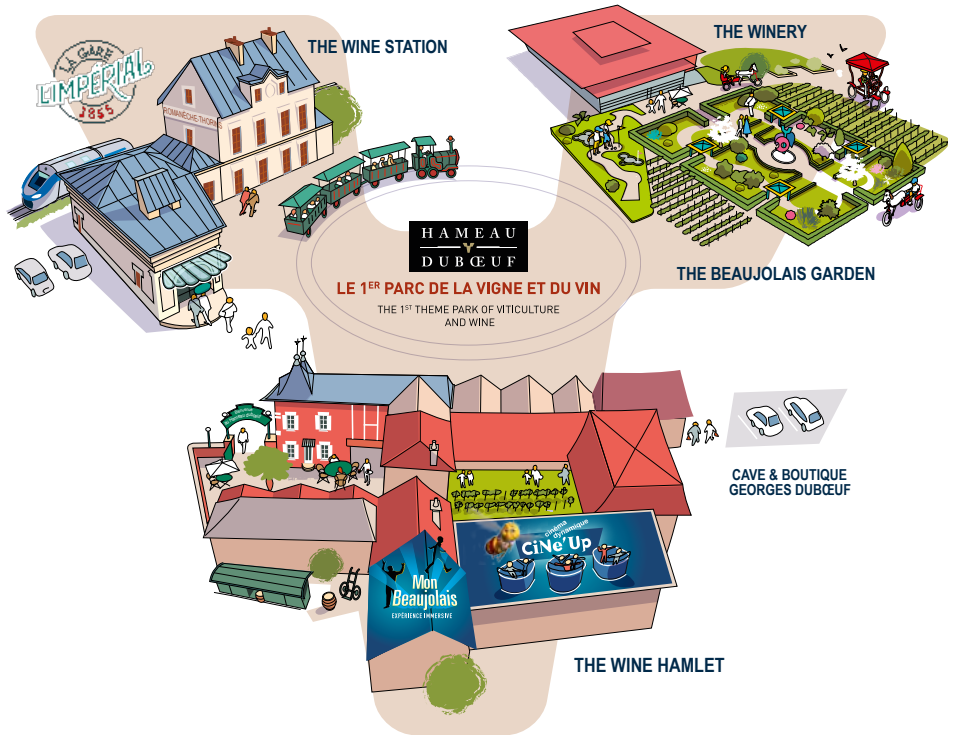 THE WINE STATION
LA GARE
L'IMPÉRIAL
1855
ROMANÈCHE-THORINS
THE WINERY
THE BEAUJOLAIS GARDEN
HAMEAU
DUBŒUF
LE 1ER PARC DE LA VIGNE ET DU VIN
THE 1ST THEME PARK OF VITICULTURE
AND WINE
CAVE & BOUTIQUE
GEORGES DUBŒUF
cinéma
dynamique
CiNe'Up
Mon
Beaujolais
EXPÉRIENCE IMMERSIVE
THE WINE HAMLET